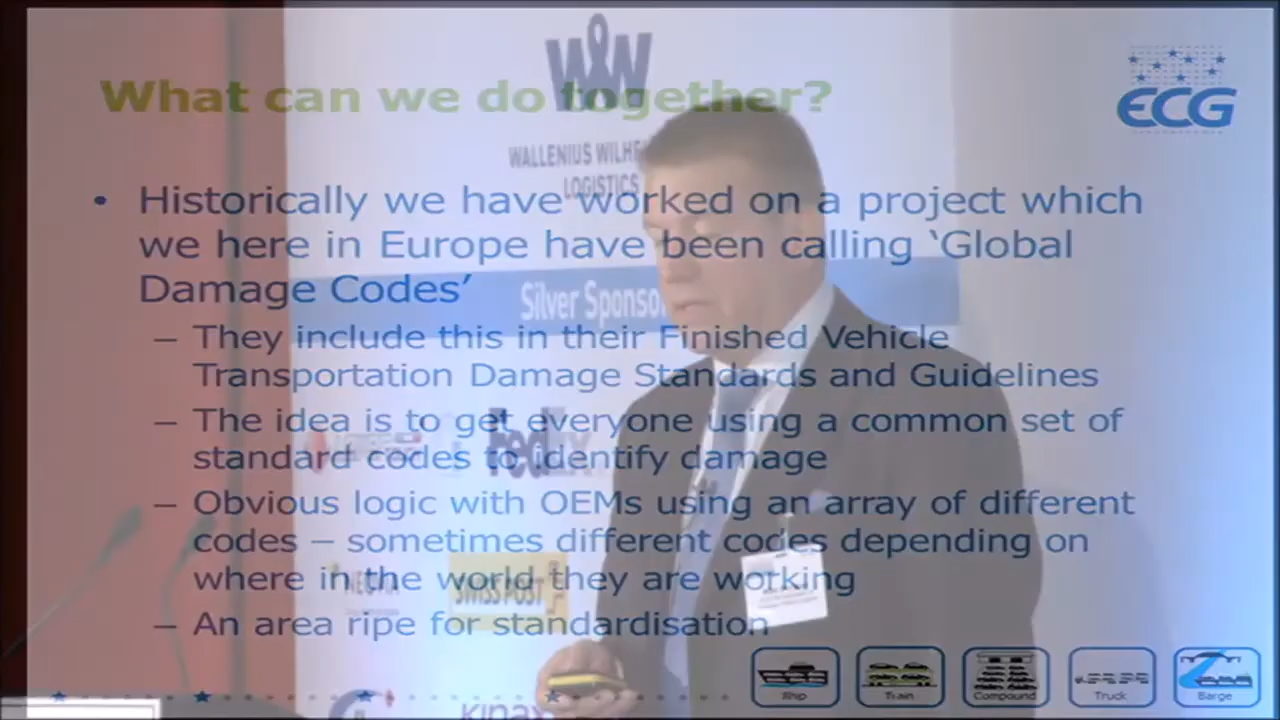 What can we do together?
ECG
WALLENIUS WILHE
LOGISTICS
• Historically we have worked on a project which
we here in Europe have been calling ‘Global
Damage Codes’
Silver Sponso
– They include this in their Finished Vehicle
Transportation Damage Standards and Guidelines
– The idea is to get everyone using a common set of
standard codes to identify damage
FedEx
– Obvious logic with OEMs using an array of different
codes – sometimes different codes depending on
where in the world they are working
SWISS POST
– An area ripe for standardisation
Ship
Train
Compound
Truck
Barge